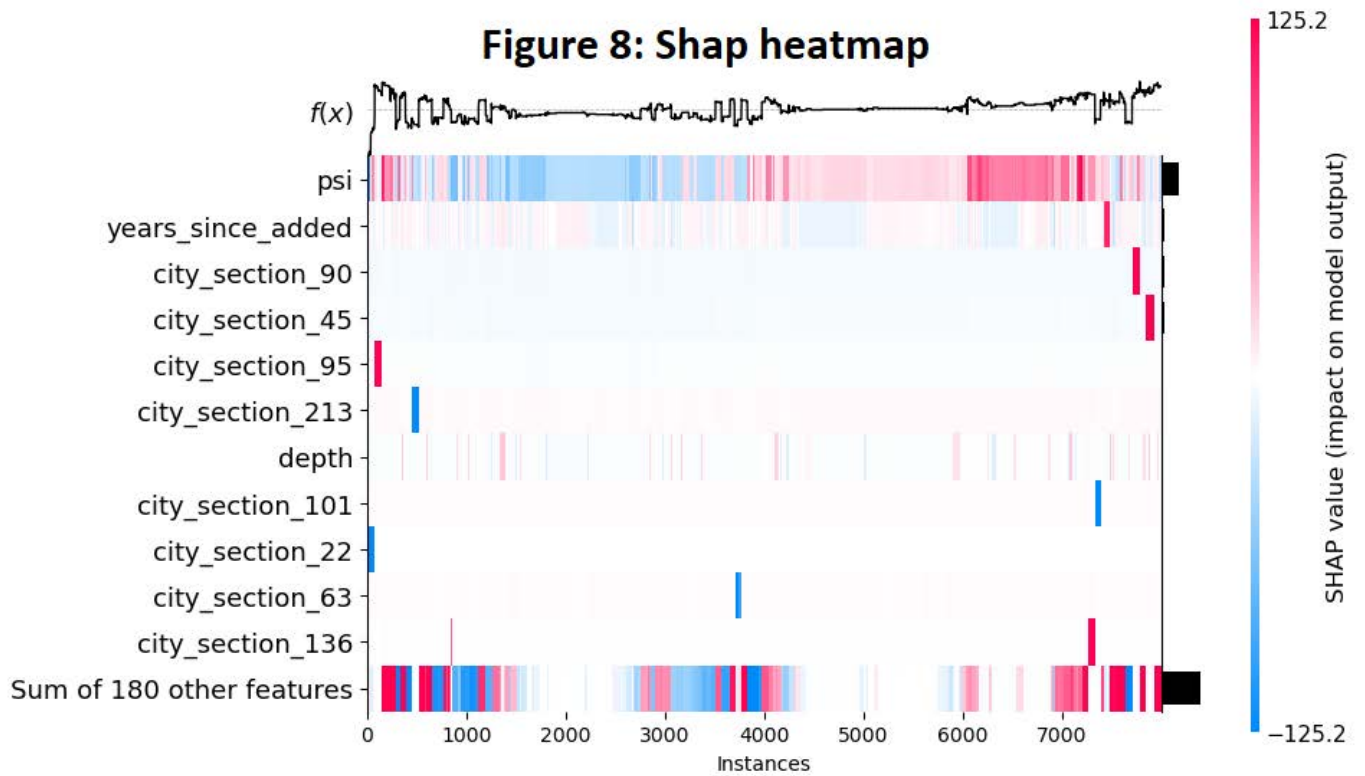 Figure 8: Shap heatmap
125.2
f(x)
psi
years_since_added
city_section_90
city_section_45
city_section_95
city_section_213
depth
city_section_101
city_section_22
city_section_63
city_section_136
Sum of 180 other features
0 1000 2000 3000 4000 5000 6000 7000
Instances
SHAP value (impact on model output)
−125.2